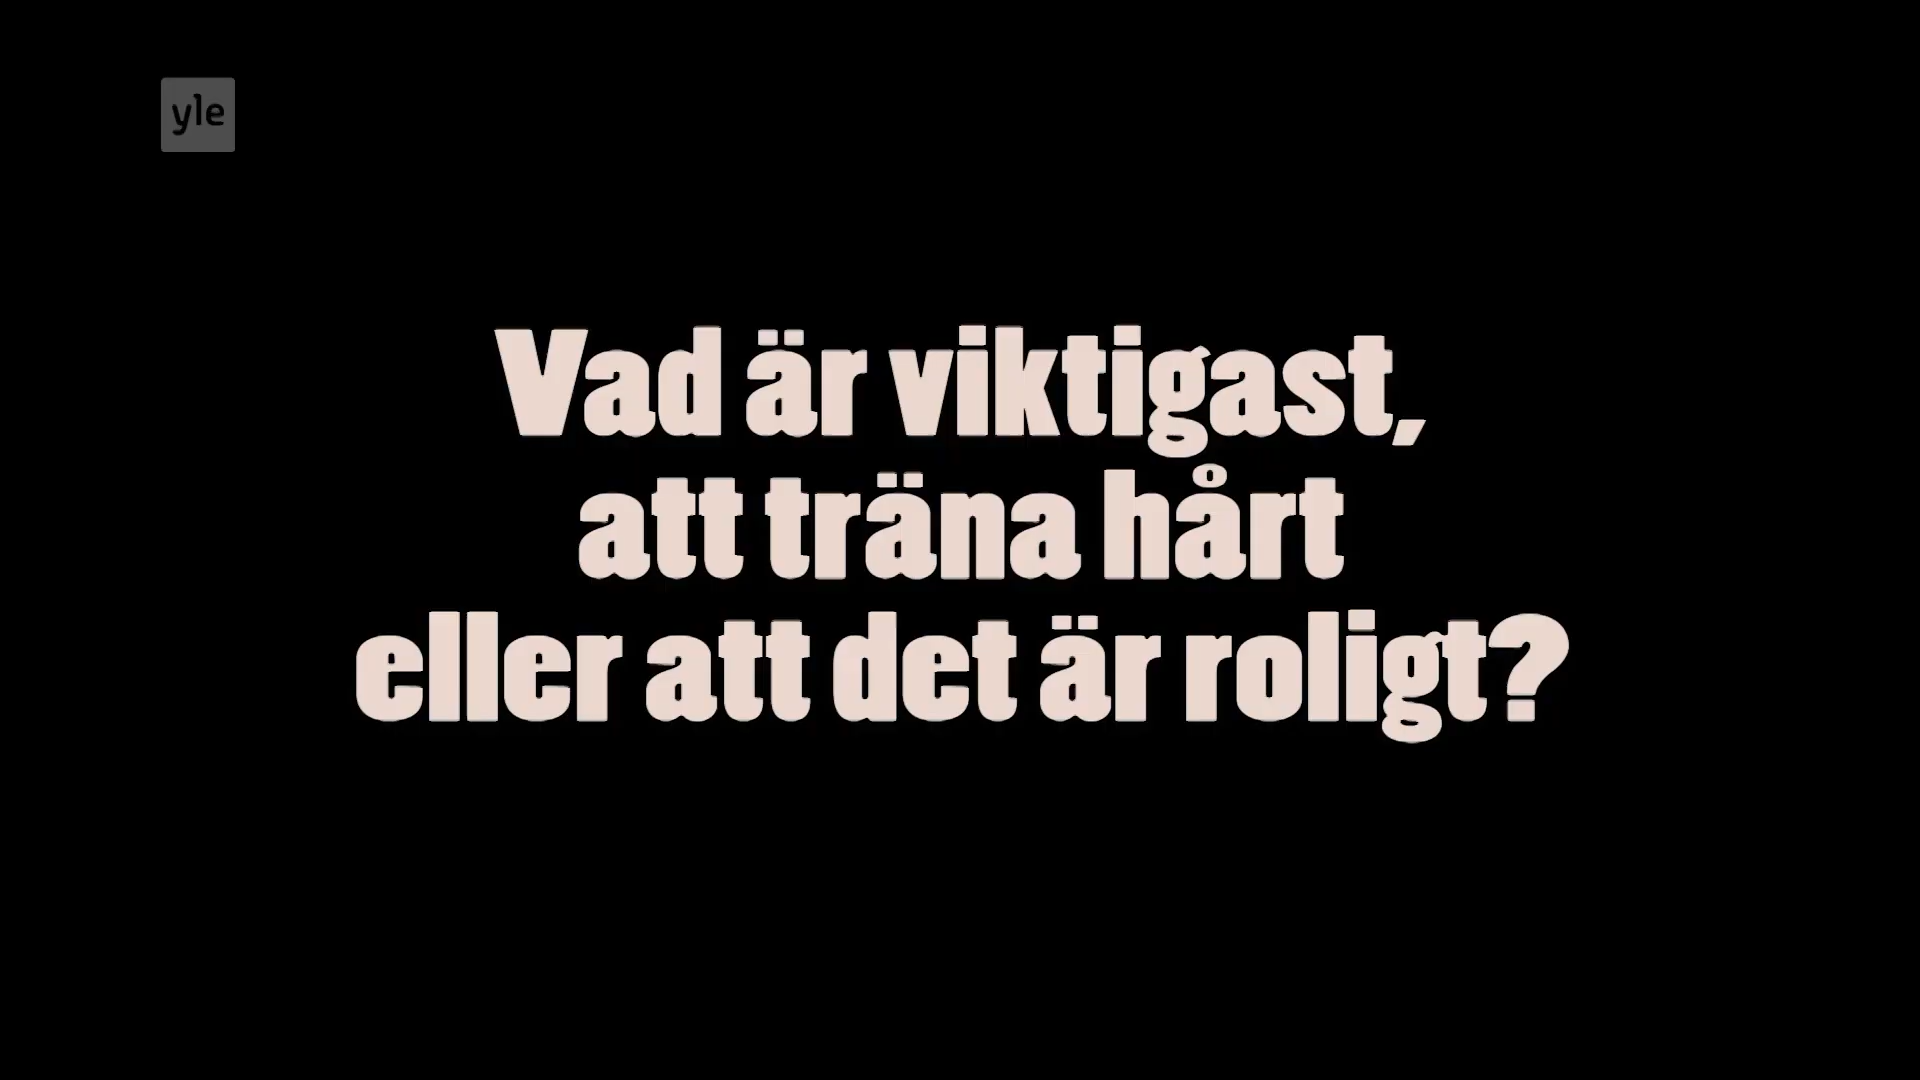 yle
Vad är viktigast,
att träna hårt
eller att det är roligt?